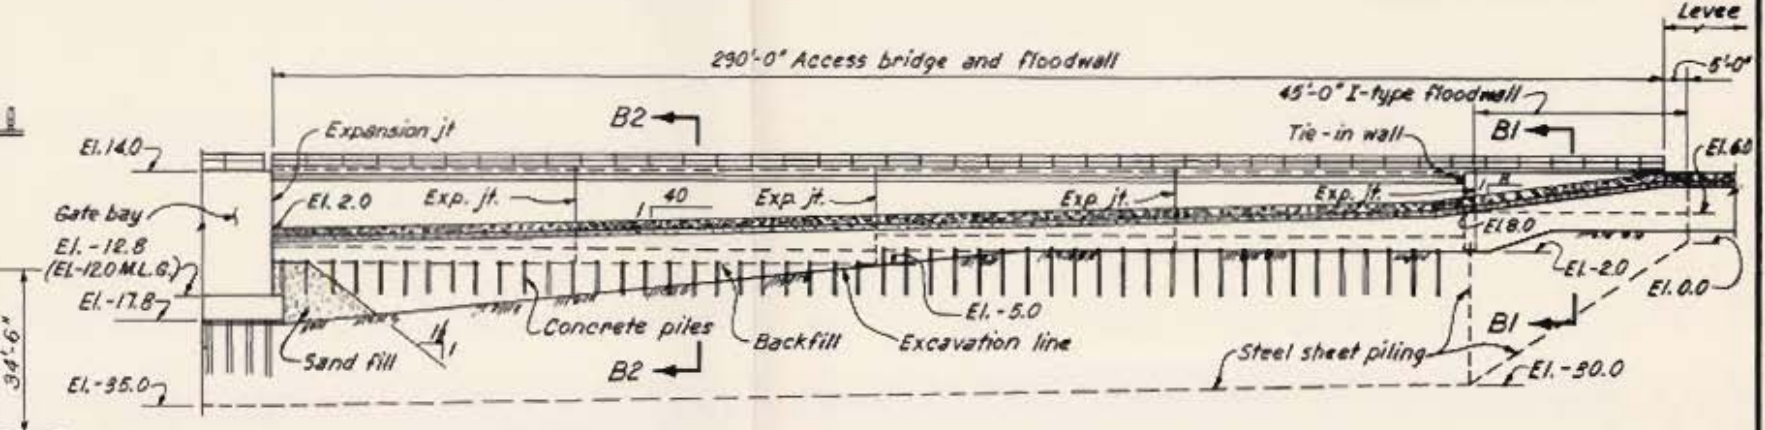 Levee
290'-0" Access bridge and floodwall
5'-0"
45'-0" I-type floodwall
B2
Expansion jt
Tie-in wall
B1
El. 14.0
El. 6.0
Exp. jt.
Exp. jt.
Exp. jt.
Exp. jt.
1
8
El. 2.0
40
1
Gate bay
El. 8.0
El. -12.8
(El.-12.0 M.L.G.)
El.-2.0
El.-17.8
El. 0.0
El.-5.0
Concrete piles
Backfill
Excavation line
B1
1
Sand fill
Steel sheet piling
34'-6"
B2
El.-35.0
El.-30.0